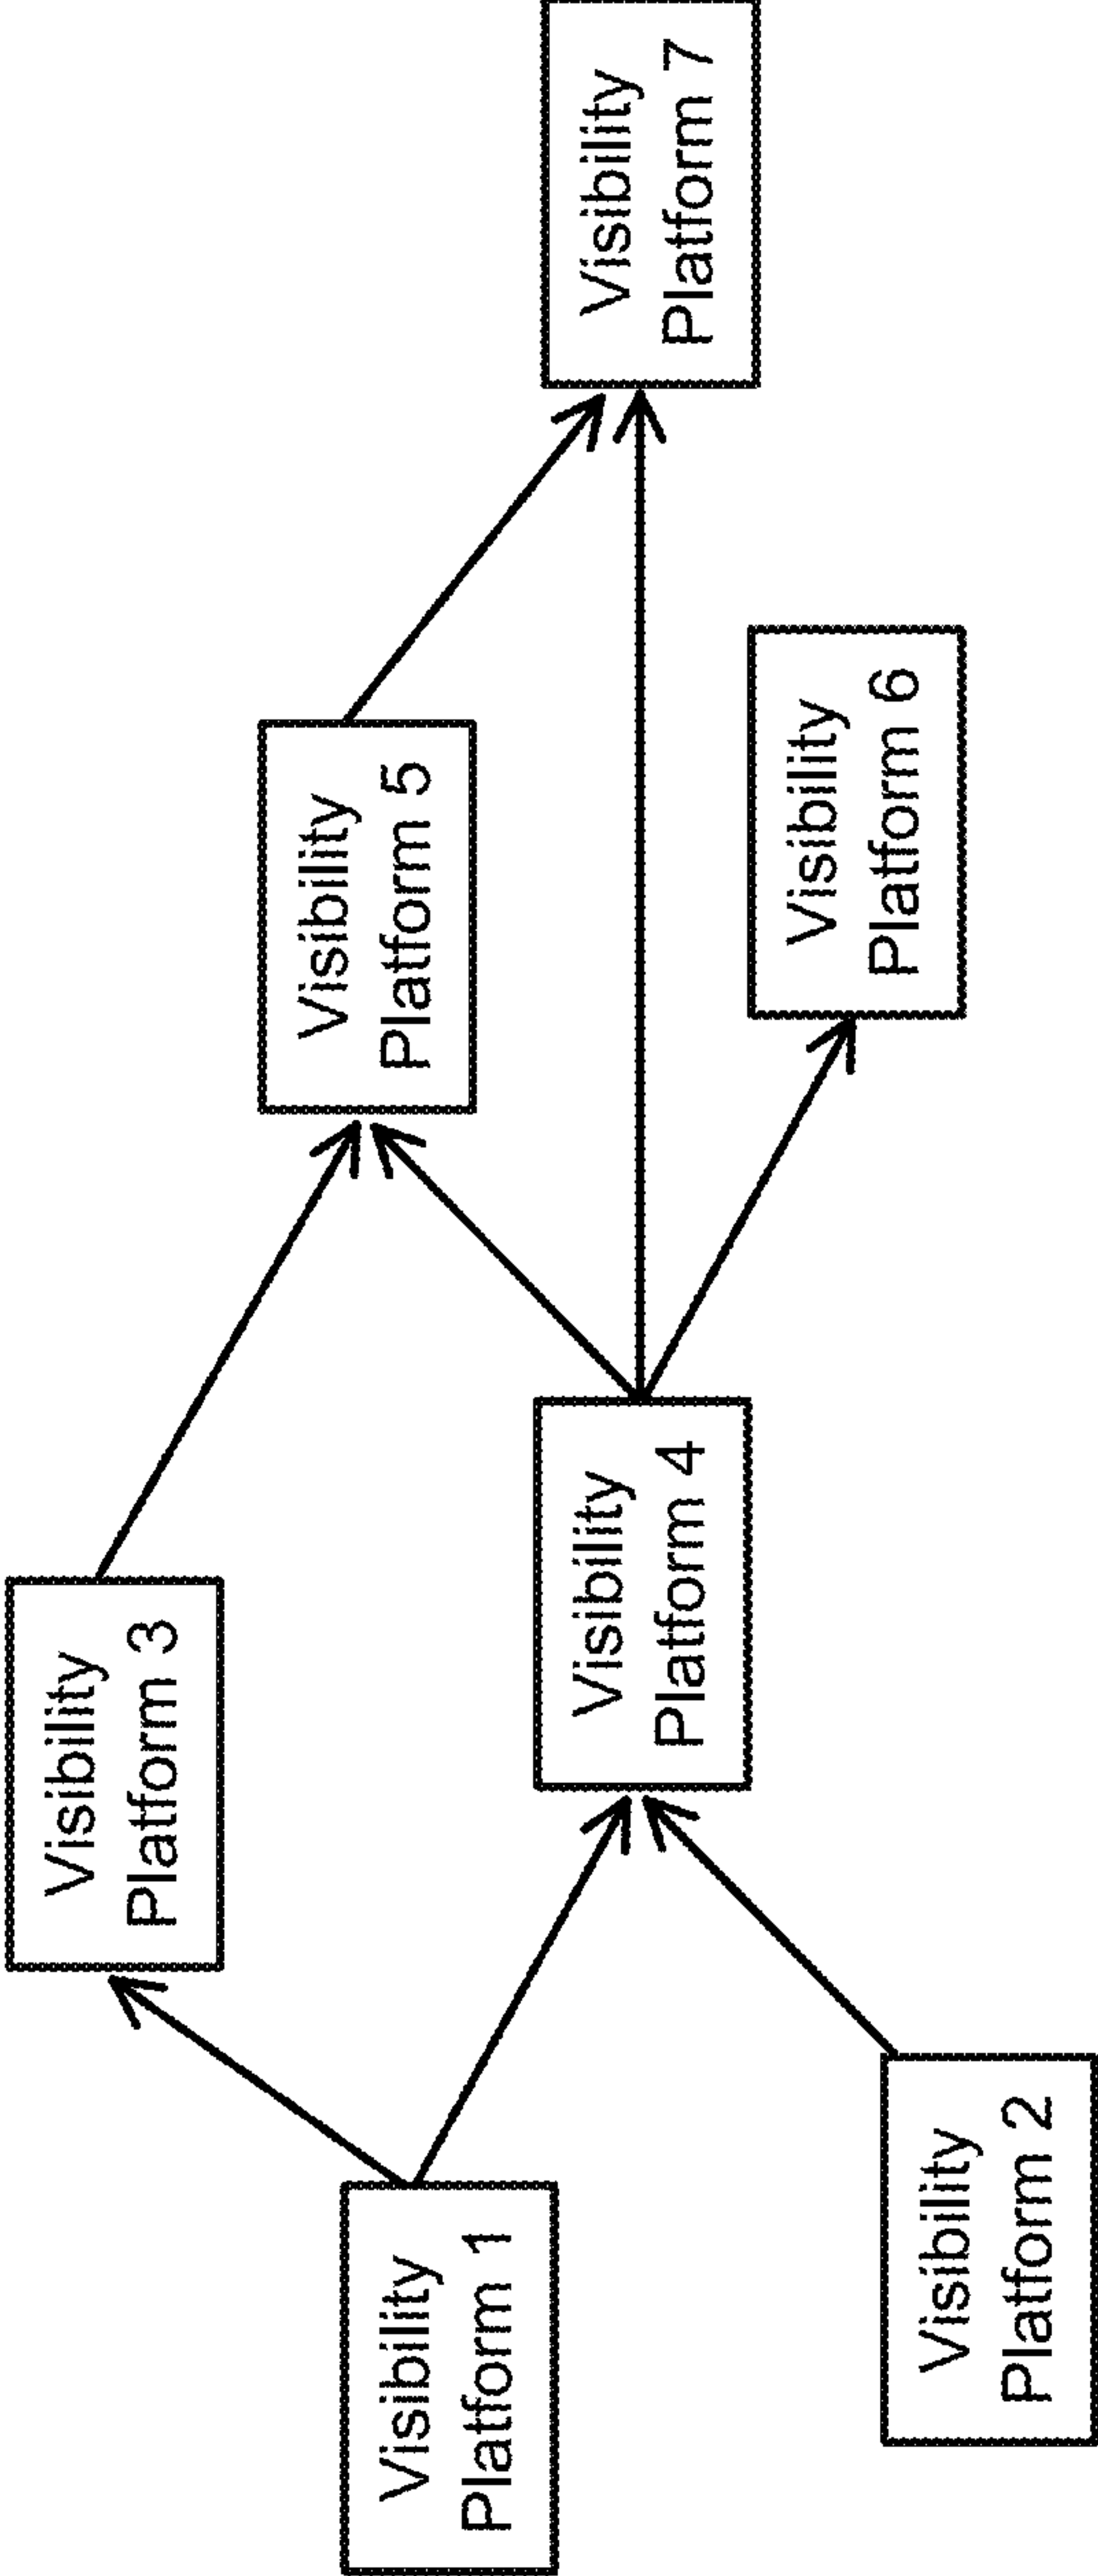 Visibility
Platform 1
Visibility
Platform 2
Visibility
Platform 3
Visibility
Platform 4
Visibility
Platform 5
Visibility
Platform 6
Visibility
Platform 7